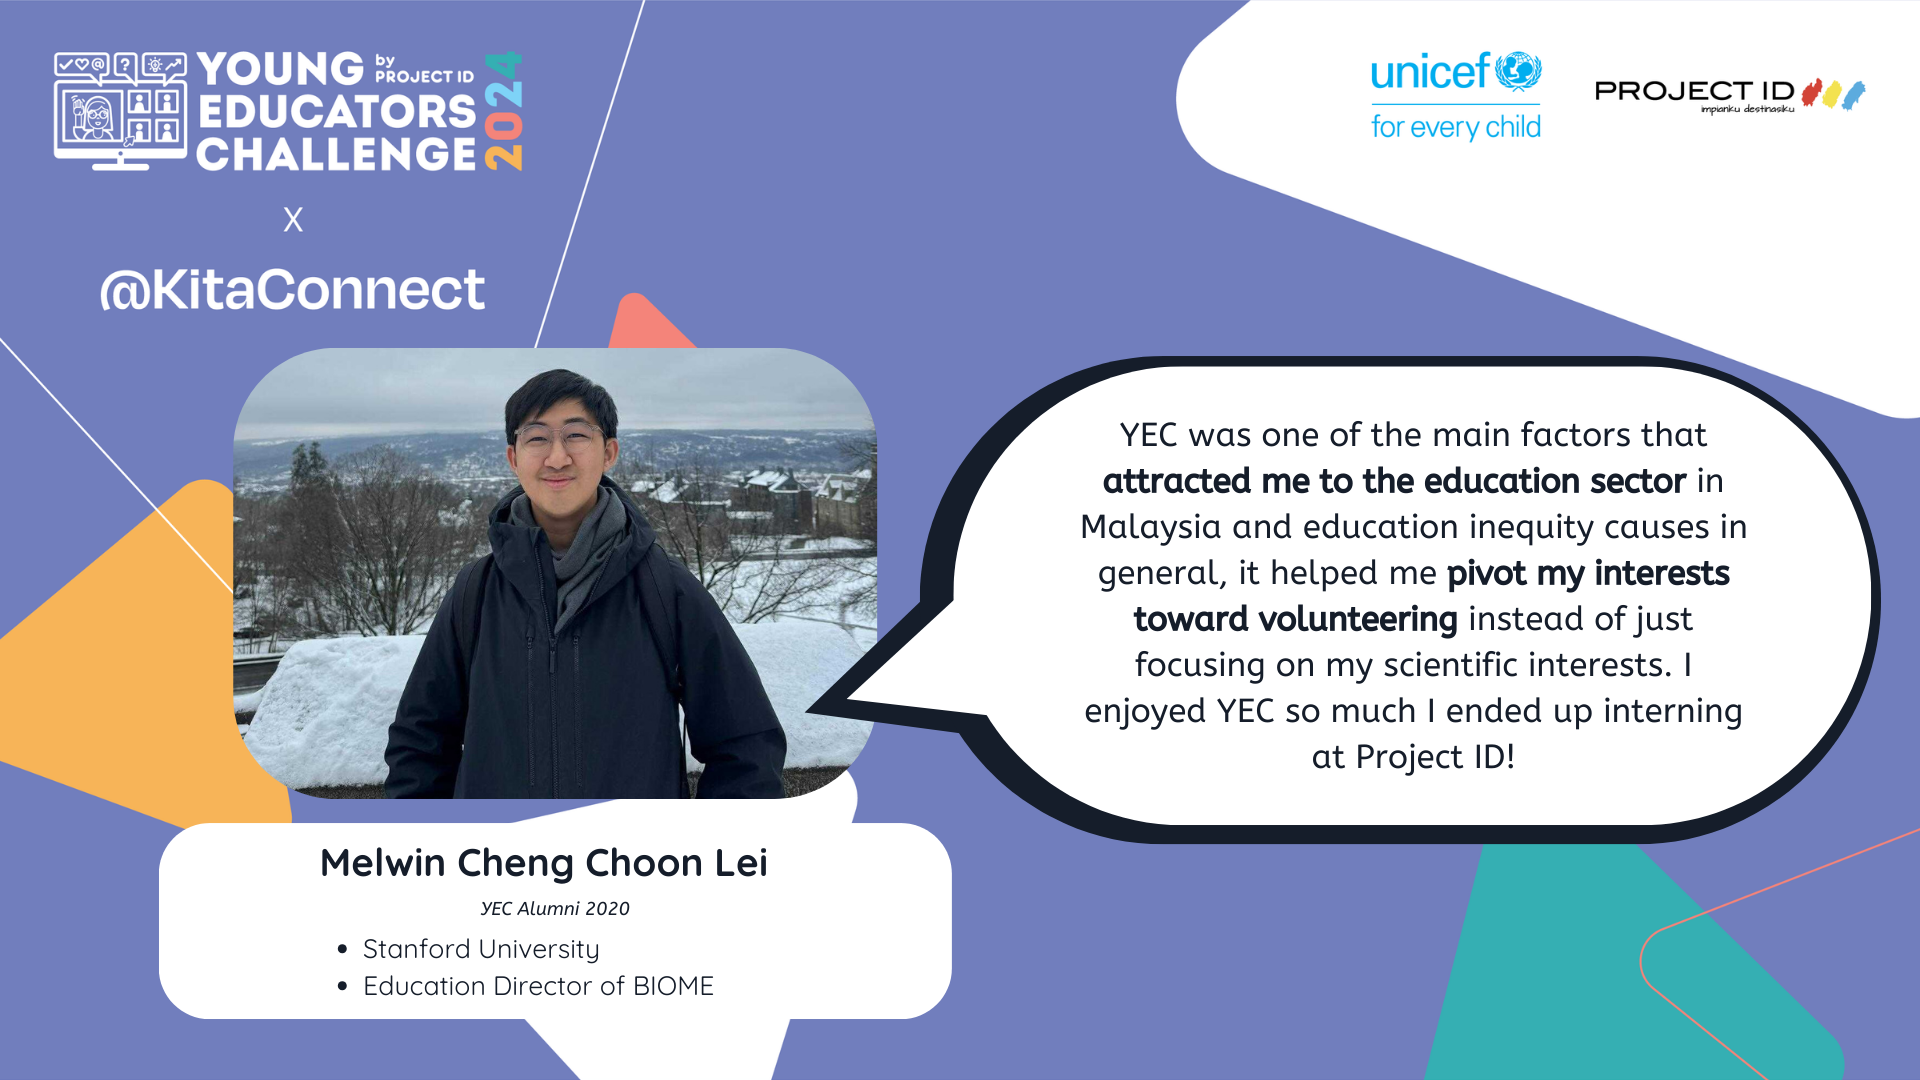 YOUNG by PROJECT ID
EDUCATORS
CHALLENGE
2024
X
@KitaConnect
unicef
for every child
PROJECT ID
impianku destinasiku
YEC was one of the main factors that
attracted me to the education sector in
Malaysia and education inequity causes in
general, it helped me pivot my interests
toward volunteering instead of just
focusing on my scientific interests. I
enjoyed YEC so much I ended up interning
at Project ID!
Melwin Cheng Choon Lei
YEC Alumni 2020
• Stanford University
• Education Director of BIOME